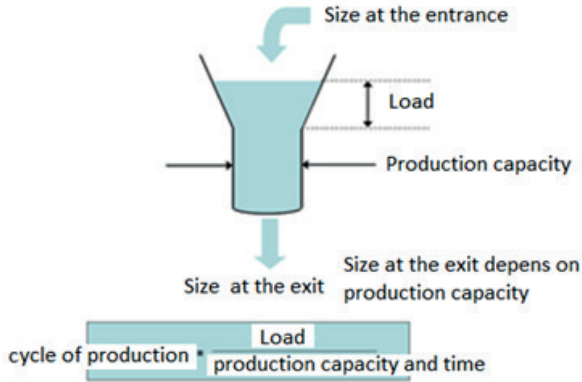 Size at the entrance
Load
Production capacity
Size at the exit
Size at the exit depens on
production capacity
cycle of production = Load
production capacity and time